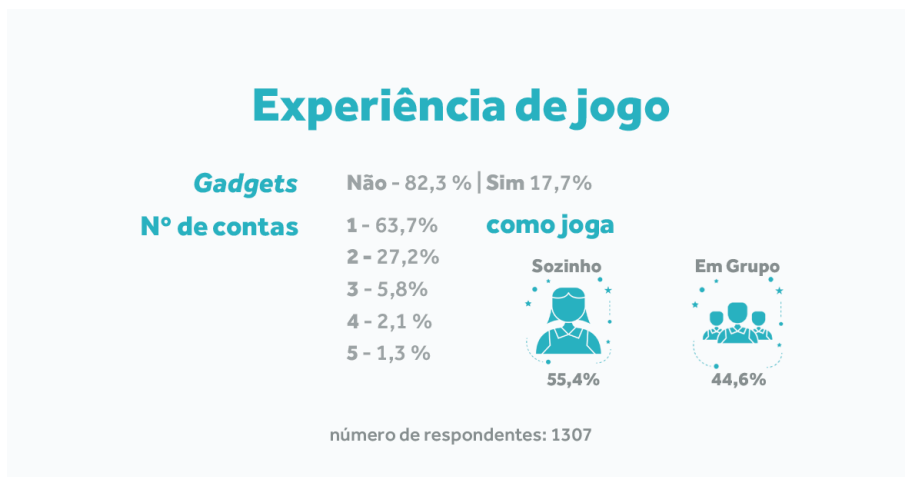 Experiência de jogo
Gadgets
Não - 82,3 % | Sim 17,7%
Nº de contas
1 - 63,7%
2 - 27,2%
3 - 5,8%
4 - 2,1 %
5 - 1,3 %
como joga
Sozinho
Em Grupo
55,4%
44,6%
número de respondentes: 1307